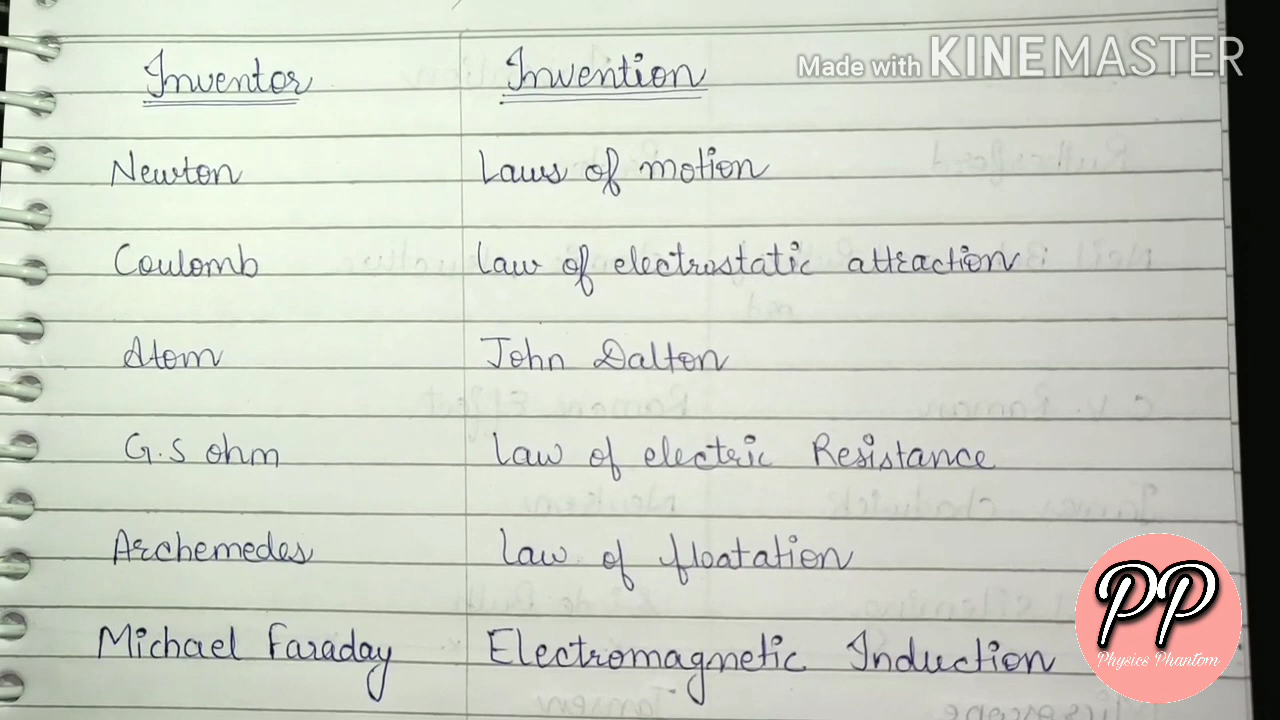 Inventor Invention
Made with KINEMASTER
Newton Laws of motion
Coulomb Law of electrostatic attraction
Atom John Dalton
G.S ohm Law of electric Resistance
Archemedes Law of floatation
Michael Faraday Electromagnetic Induction
PP
Physics Phantom